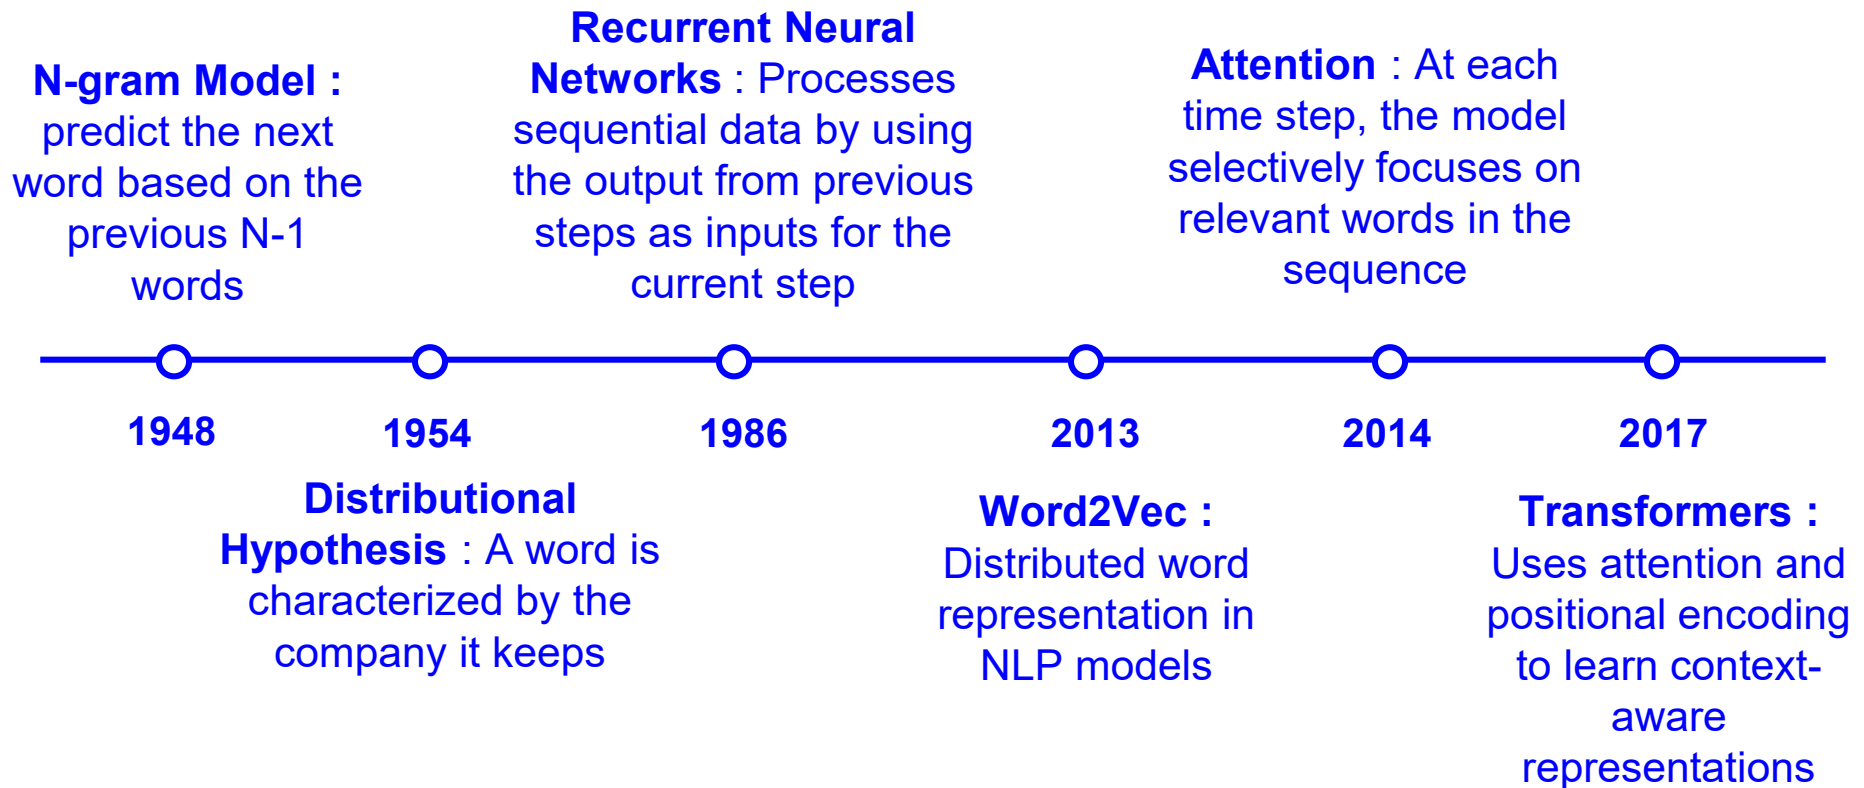 N-gram Model :
predict the next
word based on the
previous N-1
words
Recurrent Neural
Networks : Processes
sequential data by using
the output from previous
steps as inputs for the
current step
Attention : At each
time step, the model
selectively focuses on
relevant words in the
sequence
1948
1954
1986
2013
2014
2017
Distributional
Hypothesis : A word is
characterized by the
company it keeps
Word2Vec :
Distributed word
representation in
NLP models
Transformers :
Uses attention and
positional encoding
to learn context-
aware
representations